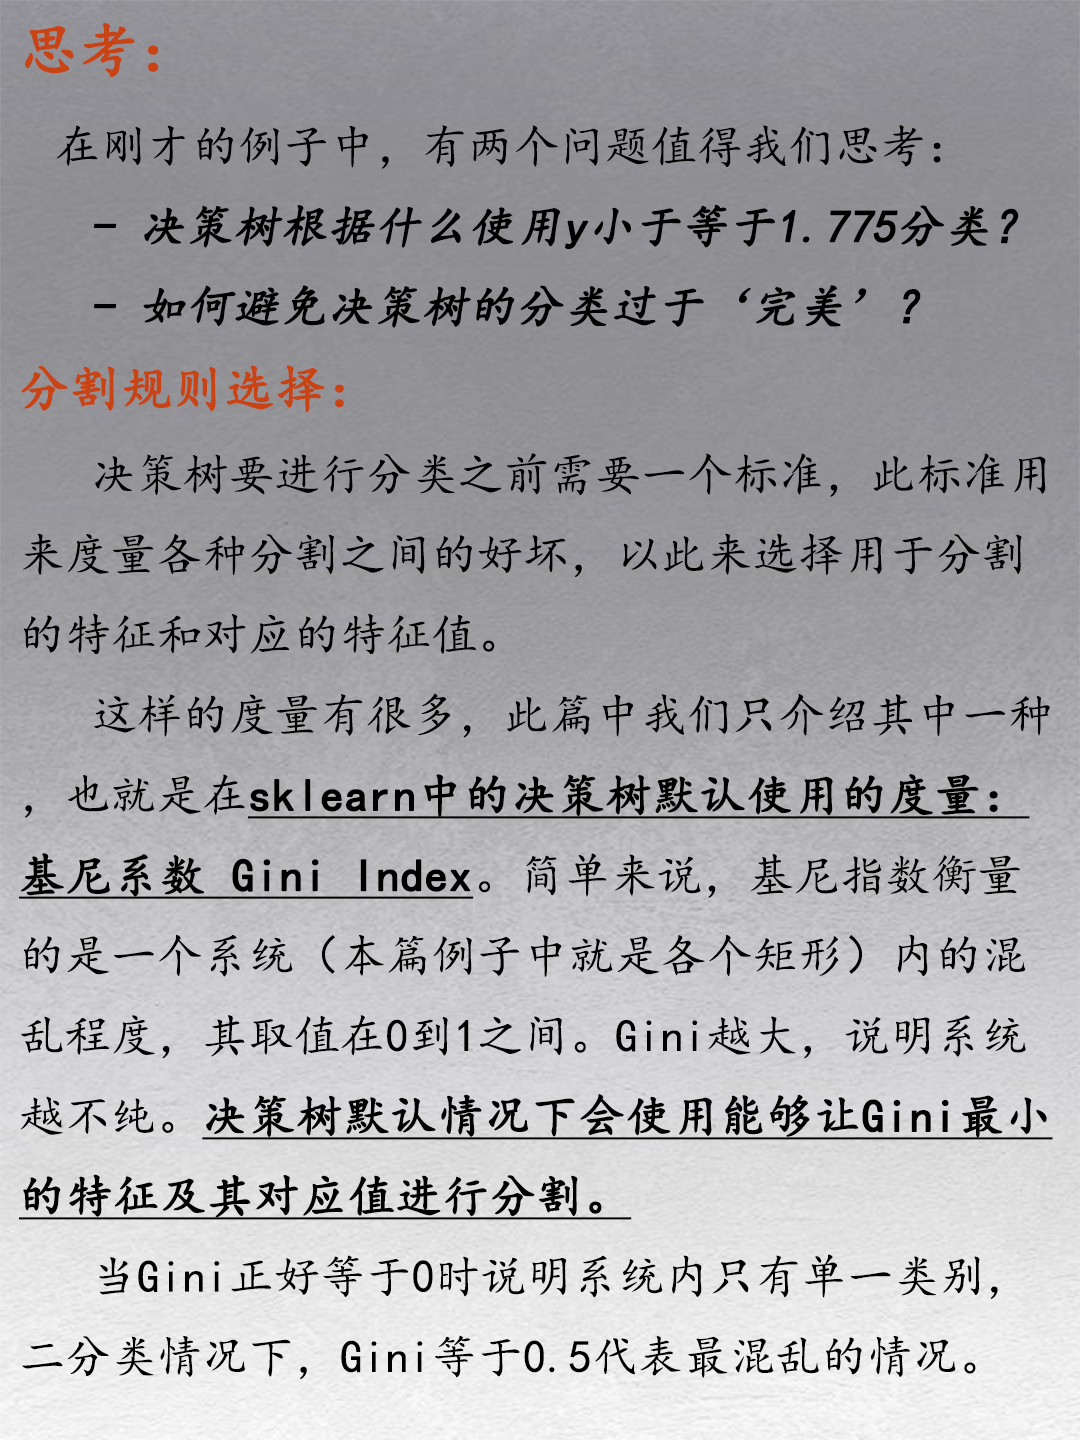 思考：
在刚才的例子中，有两个问题值得我们思考：
- 决策树根据什么使用y小于等于1.775分类？
- 如何避免决策树的分类过于‘完美’？
分割规则选择：
决策树要进行分类之前需要一个标准，此标准用
来度量各种分割之间的好坏，以此来选择用于分割
的特征和对应的特征值。
这样的度量有很多，此篇中我们只介绍其中一种
，也就是在sklearn中的决策树默认使用的度量：
基尼系数 Gini Index。简单来说，基尼指数衡量
的是一个系统（本篇例子中就是各个矩形）内的混
乱程度，其取值在0到1之间。Gini越大，说明系统
越不纯。决策树默认情况下会使用能够让Gini最小
的特征及其对应值进行分割。
当Gini正好等于0时说明系统内只有单一类别，
二分类情况下，Gini等于0.5代表最混乱的情况。